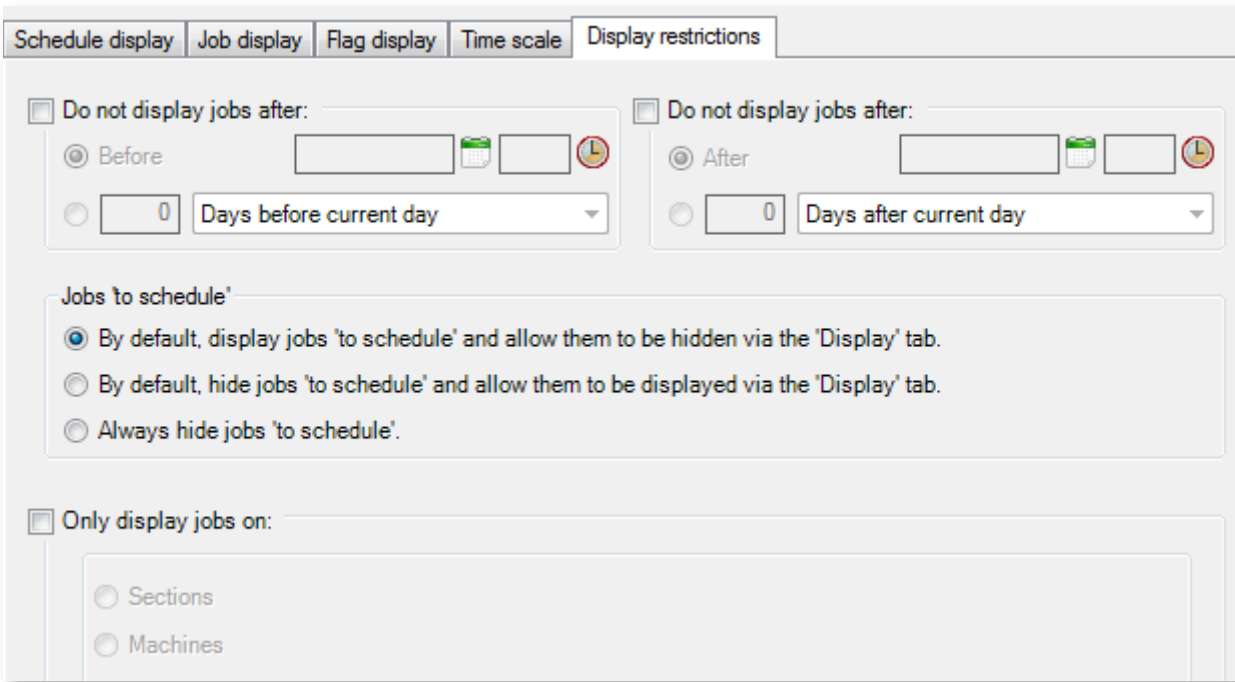 Schedule display Job display Flag display Time scale Display restrictions
Do not display jobs after: Do not display jobs after:
Before After
0 Days before current day 0 Days after current day
Jobs 'to schedule'
By default, display jobs 'to schedule' and allow them to be hidden via the 'Display' tab.
By default, hide jobs 'to schedule' and allow them to be displayed via the 'Display' tab.
Always hide jobs 'to schedule'.
Only display jobs on:
Sections
Machines